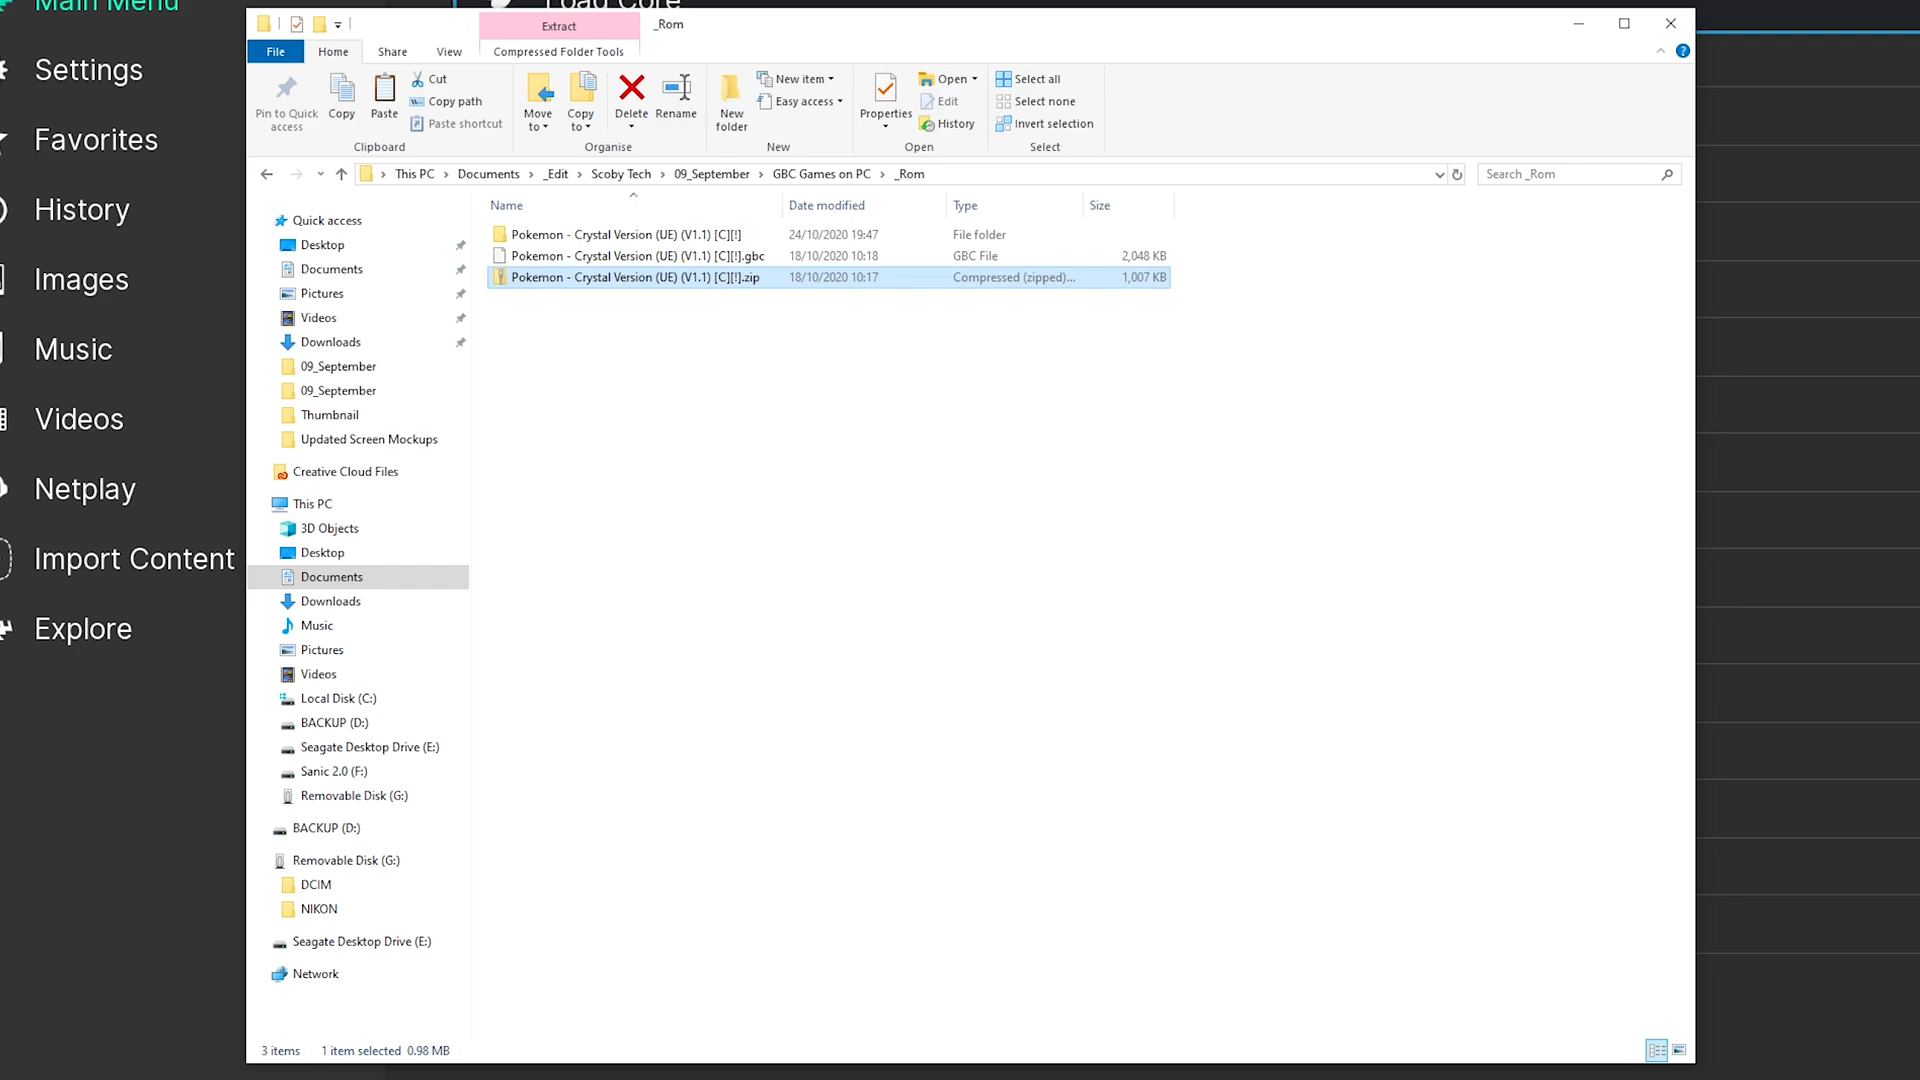 Main Menu
Load Core
Settings
Favorites
History
Images
Music
Videos
Netplay
Import Content
Explore
Extract
_Rom
File
Home
Share
View
Compressed Folder Tools
?
Pin to Quick access
Copy
Paste
Cut
Copy path
Paste shortcut
Clipboard
Move to
Copy to
Delete
Rename
Organise
New folder
New item
Easy access
New
Properties
Open
Edit
History
Open
Select all
Select none
Invert selection
Select
This PC > Documents > _Edit > Scoby Tech > 09_September > GBC Games on PC > _Rom
Search _Rom
Name Date modified Type Size
Pokemon - Crystal Version (UE) (V1.1) [C][!] 24/10/2020 19:47 File folder
Pokemon - Crystal Version (UE) (V1.1) [C][!].gbc 18/10/2020 10:18 GBC File 2,048 KB
Pokemon - Crystal Version (UE) (V1.1) [C][!].zip 18/10/2020 10:17 Compressed (zipped)... 1,007 KB
Quick access
Desktop
Documents
Pictures
Videos
Downloads
09_September
09_September
Thumbnail
Updated Screen Mockups
Creative Cloud Files
This PC
3D Objects
Desktop
Documents
Downloads
Music
Pictures
Videos
Local Disk (C:)
BACKUP (D:)
Seagate Desktop Drive (E:)
Sanic 2.0 (F:)
Removable Disk (G:)
BACKUP (D:)
Removable Disk (G:)
DCIM
NIKON
Seagate Desktop Drive (E:)
Network
3 items 1 item selected 0.98 MB